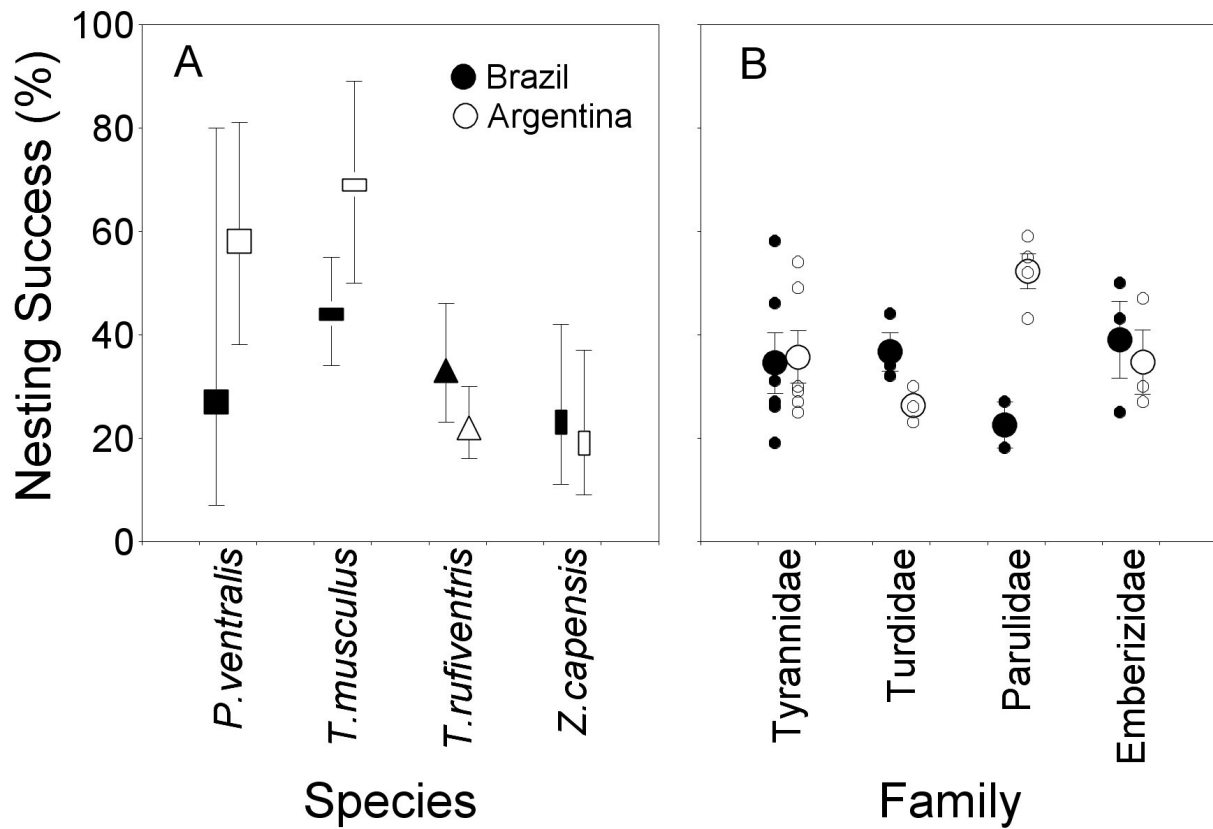 Nesting Success (%)
100
80
60
40
20
0
A
Brazil
Argentina
P.ventralis
T.musculus
T.rufiventris
Z.capensis
Species
B
Tyrannidae
Turdidae
Parulidae
Emberizidae
Family